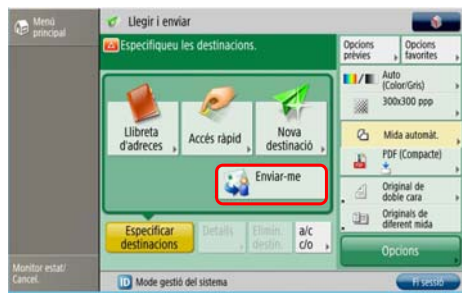 Menú
principal
Llegir i enviar
Especifiqueu les destinacions.
Opcions
prèvies
Opcions
favorites
Auto
(Color/Gris)
300x300 ppp
Llibreta
d'adreces
Accés ràpid
Nova
destinació
Mida automàt.
PDF (Compacte)
Enviar-me
Original de
doble cara
Originals de
diferent mida
Especificar
destinacions
Detalls
Elimin.
destin.
a/c
c/o
Opcions
Monitor estat/
Cancel.
ID Mode gestió del sistema
Fi sessió